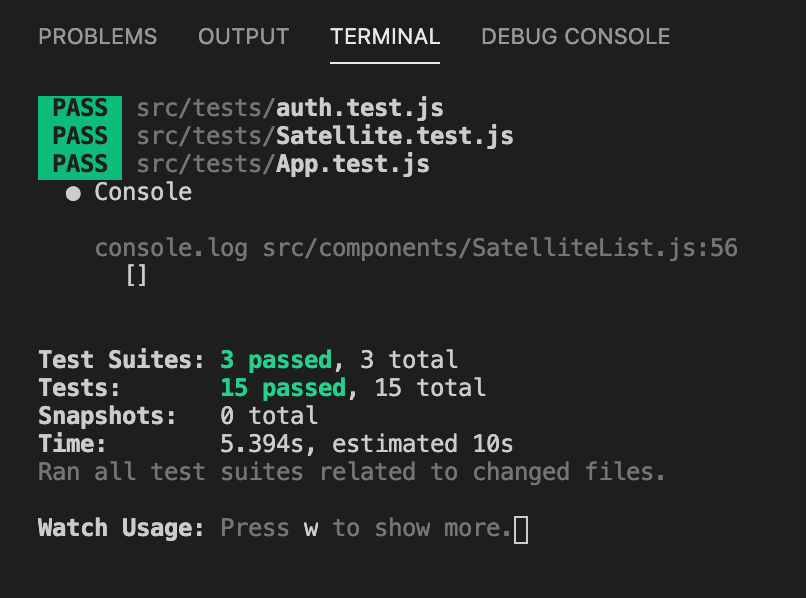 PROBLEMS OUTPUT TERMINAL DEBUG CONSOLE
PASS src/tests/auth.test.js
PASS src/tests/Satellite.test.js
PASS src/tests/App.test.js
● Console
console.log src/components/SatelliteList.js:56
[]
Test Suites: 3 passed, 3 total
Tests: 15 passed, 15 total
Snapshots: 0 total
Time: 5.394s, estimated 10s
Ran all test suites related to changed files.
Watch Usage: Press w to show more.